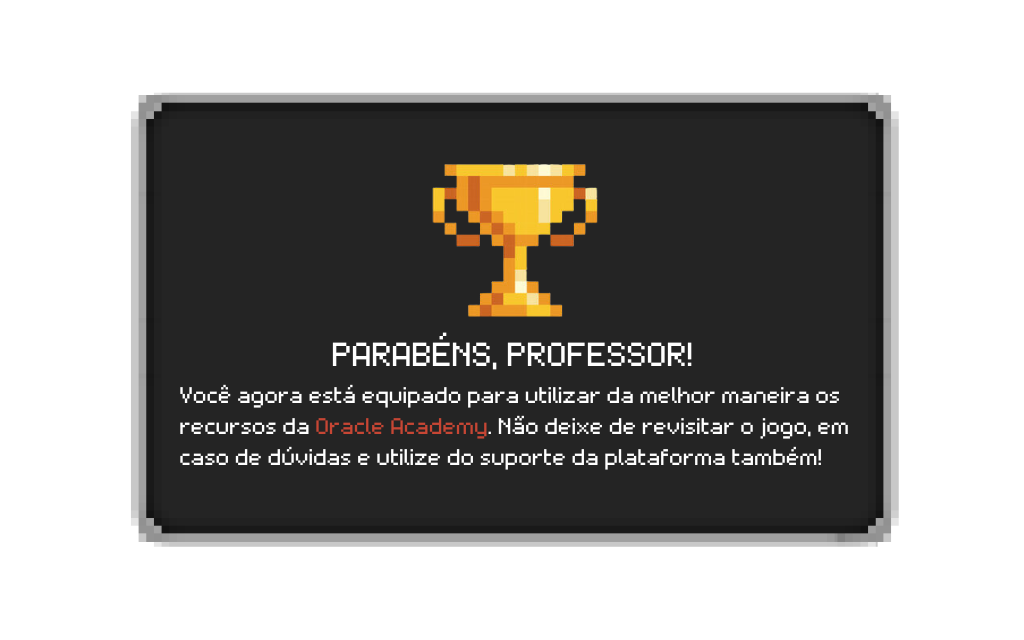 PARABÉNS, PROFESSOR!
Você agora está equipado para utilizar da melhor maneira os
recursos da Oracle Academy. Não deixe de revisitar o jogo, em
caso de dúvidas e utilize do suporte da plataforma também!